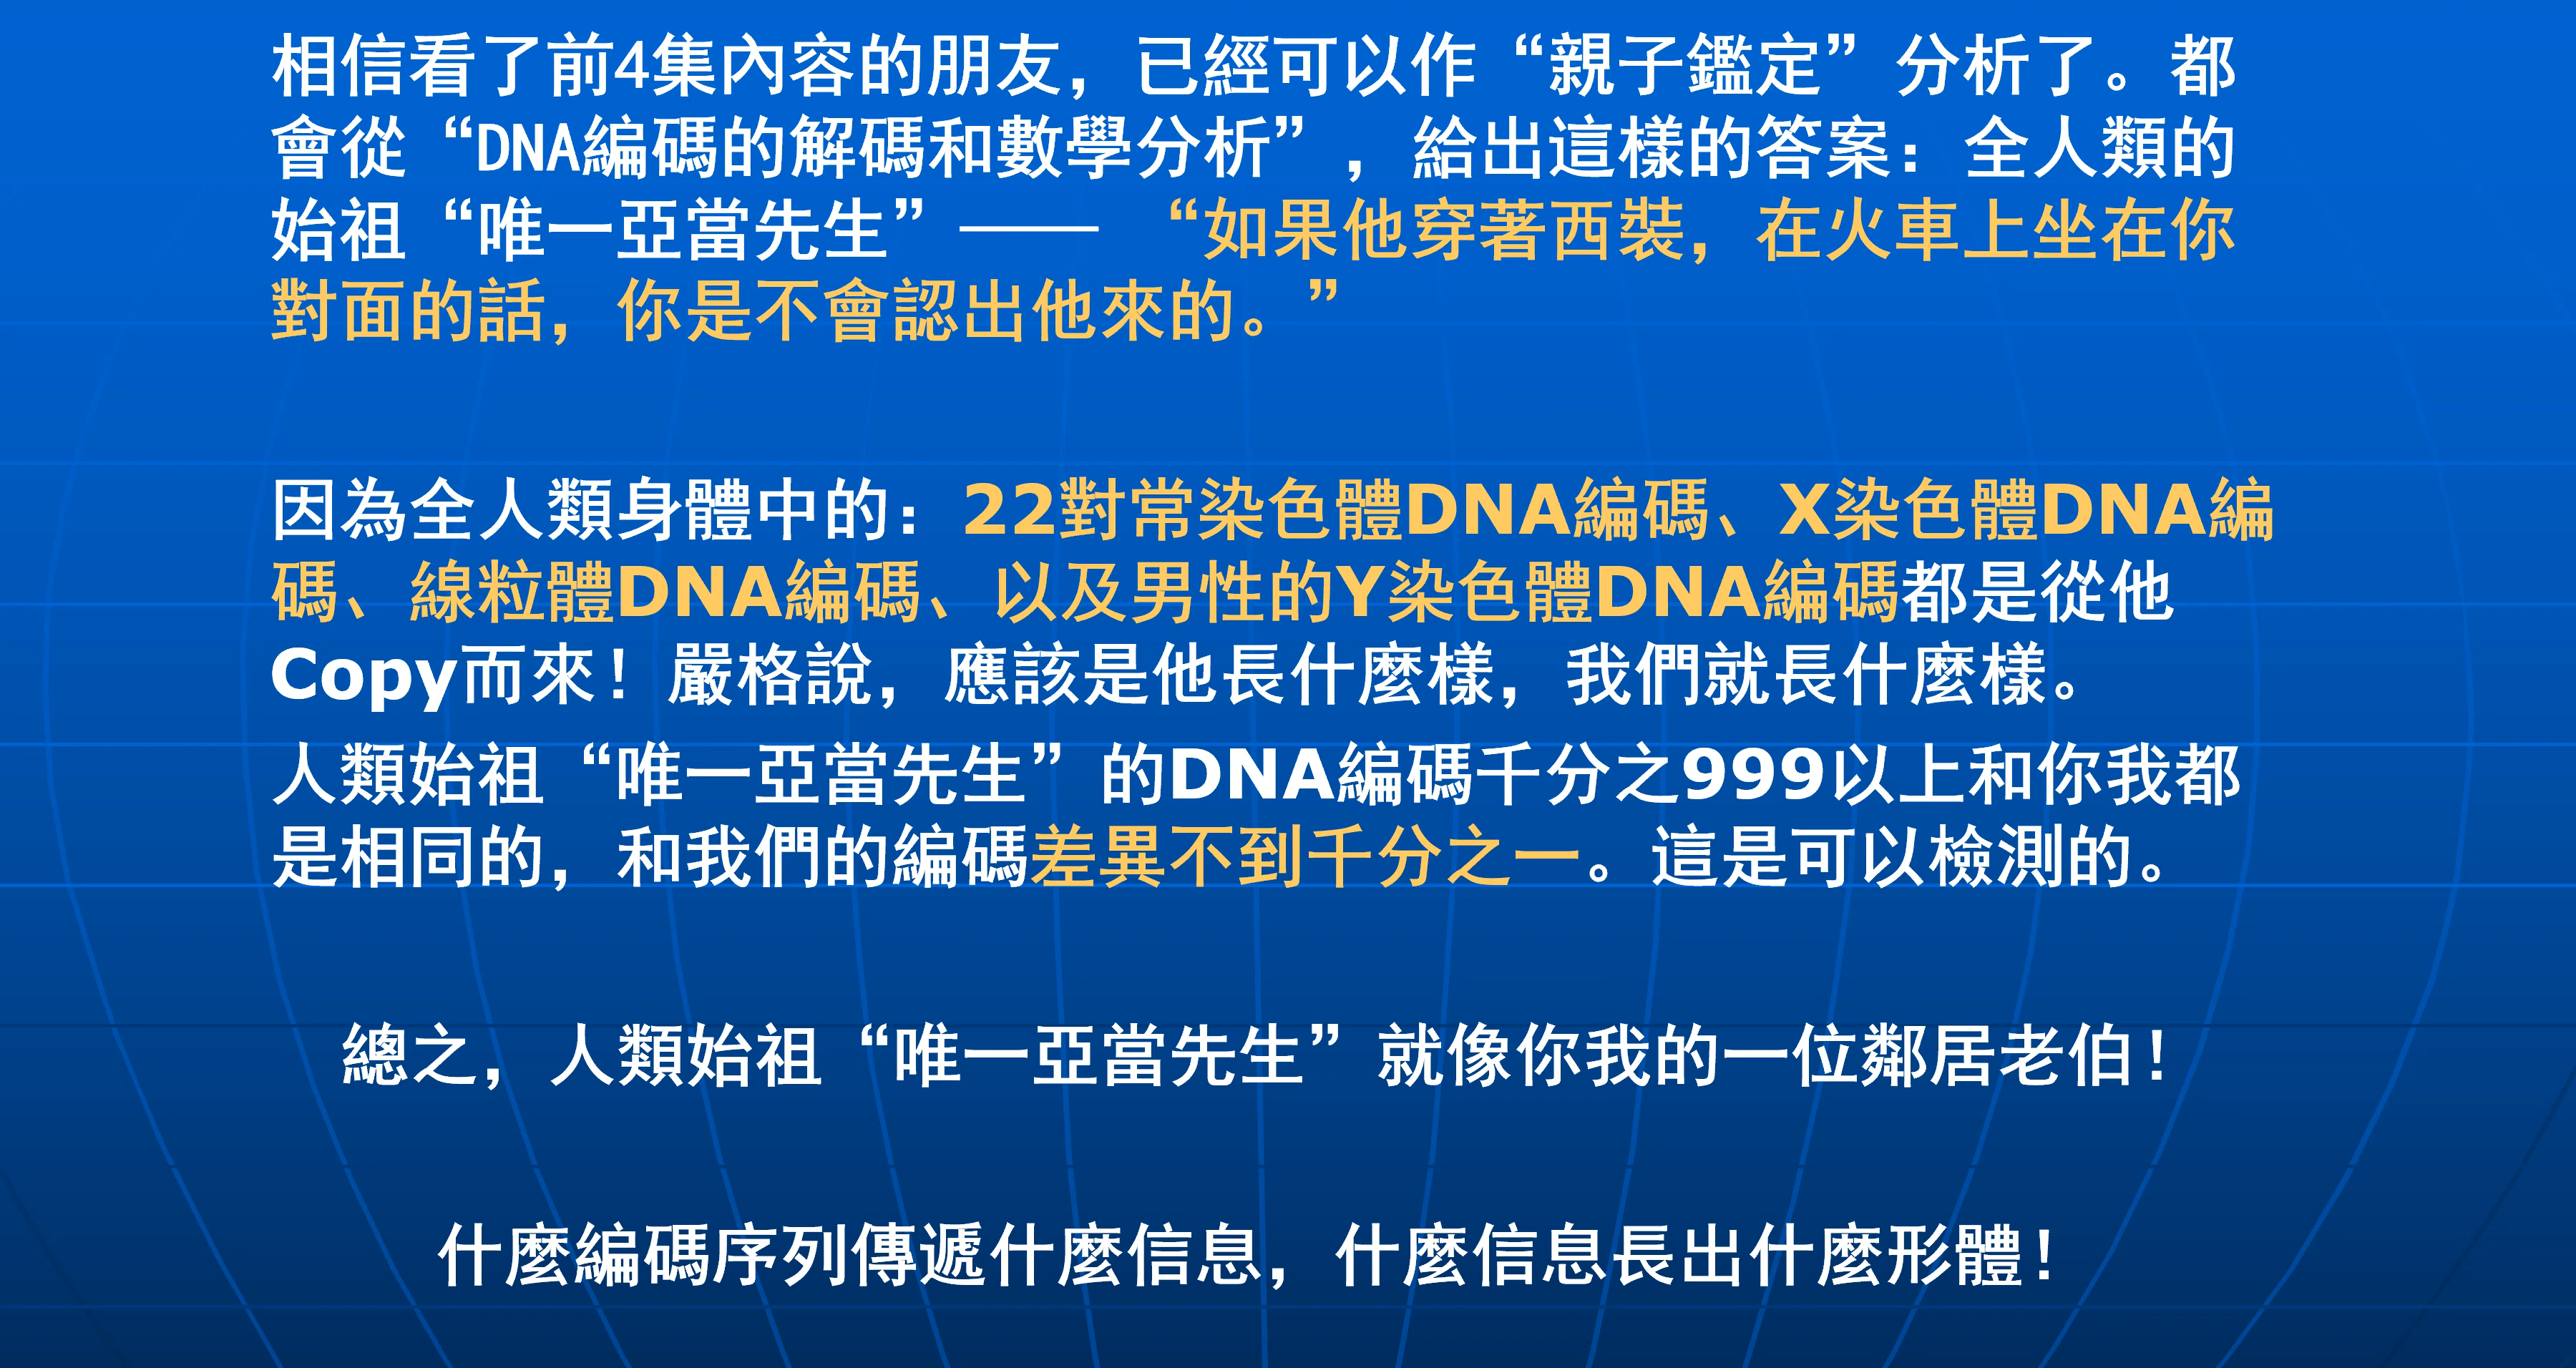 相信看了前4集內容的朋友，已經可以作“親子鑑定”分析了。都
會從“DNA編碼的解碼和數學分析”，給出這樣的答案：全人類的
始祖“唯一亞當先生”—— “如果他穿著西裝，在火車上坐在你
對面的話，你是不會認出他來的。”
因為全人類身體中的：22對常染色體DNA編碼、X染色體DNA編
碼、線粒體DNA編碼、以及男性的Y染色體DNA編碼都是從他
Copy而來！嚴格說，應該是他長什麼樣，我們就長什麼樣。
人類始祖“唯一亞當先生”的DNA編碼千分之999以上和你我都
是相同的，和我們的編碼差異不到千分之一。這是可以檢測的。
總之，人類始祖“唯一亞當先生”就像你我的一位鄰居老伯！
什麼編碼序列傳遞什麼信息，什麼信息長出什麼形體！